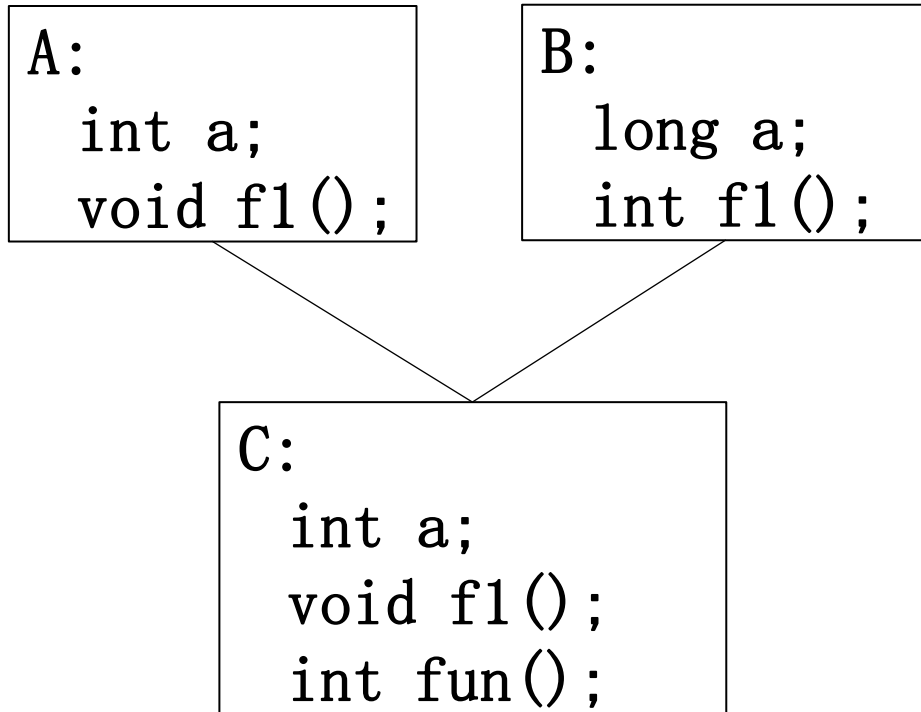 A:
int a;
void f1();
B:
long a;
int f1();
C:
int a;
void f1();
int fun();